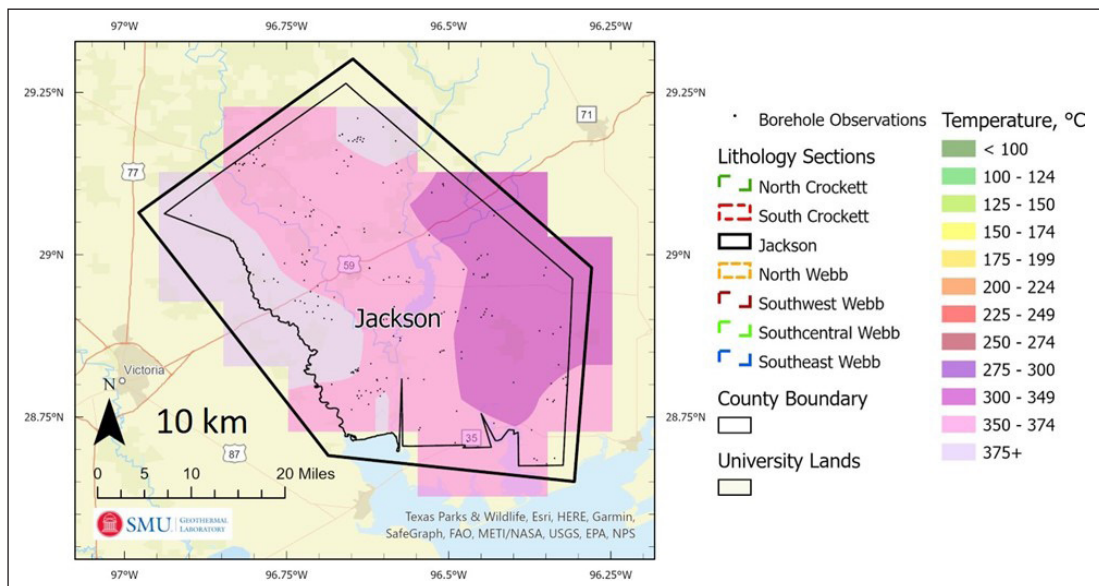 97°W
96.75°W
96.5°W
96.25°W
29.25°N
29.25°N
71
77
29°N
29°N
59
Jackson
Victoria
N
28.75°N
28.75°N
10 km
35
87
0 5 10 20 Miles
SMU. GEOTHERMAL LABORATORY
Texas Parks & Wildlife, Esri, HERE, Garmin,
SafeGraph, FAO, METI/NASA, USGS, EPA, NPS
97°W
96.75°W
96.5°W
96.25°W
Borehole Observations
Lithology Sections
North Crockett
South Crockett
Jackson
North Webb
Southwest Webb
Southcentral Webb
Southeast Webb
County Boundary
University Lands
Temperature, °C
< 100
100 - 124
125 - 150
150 - 174
175 - 199
200 - 224
225 - 249
250 - 274
275 - 300
300 - 349
350 - 374
375+